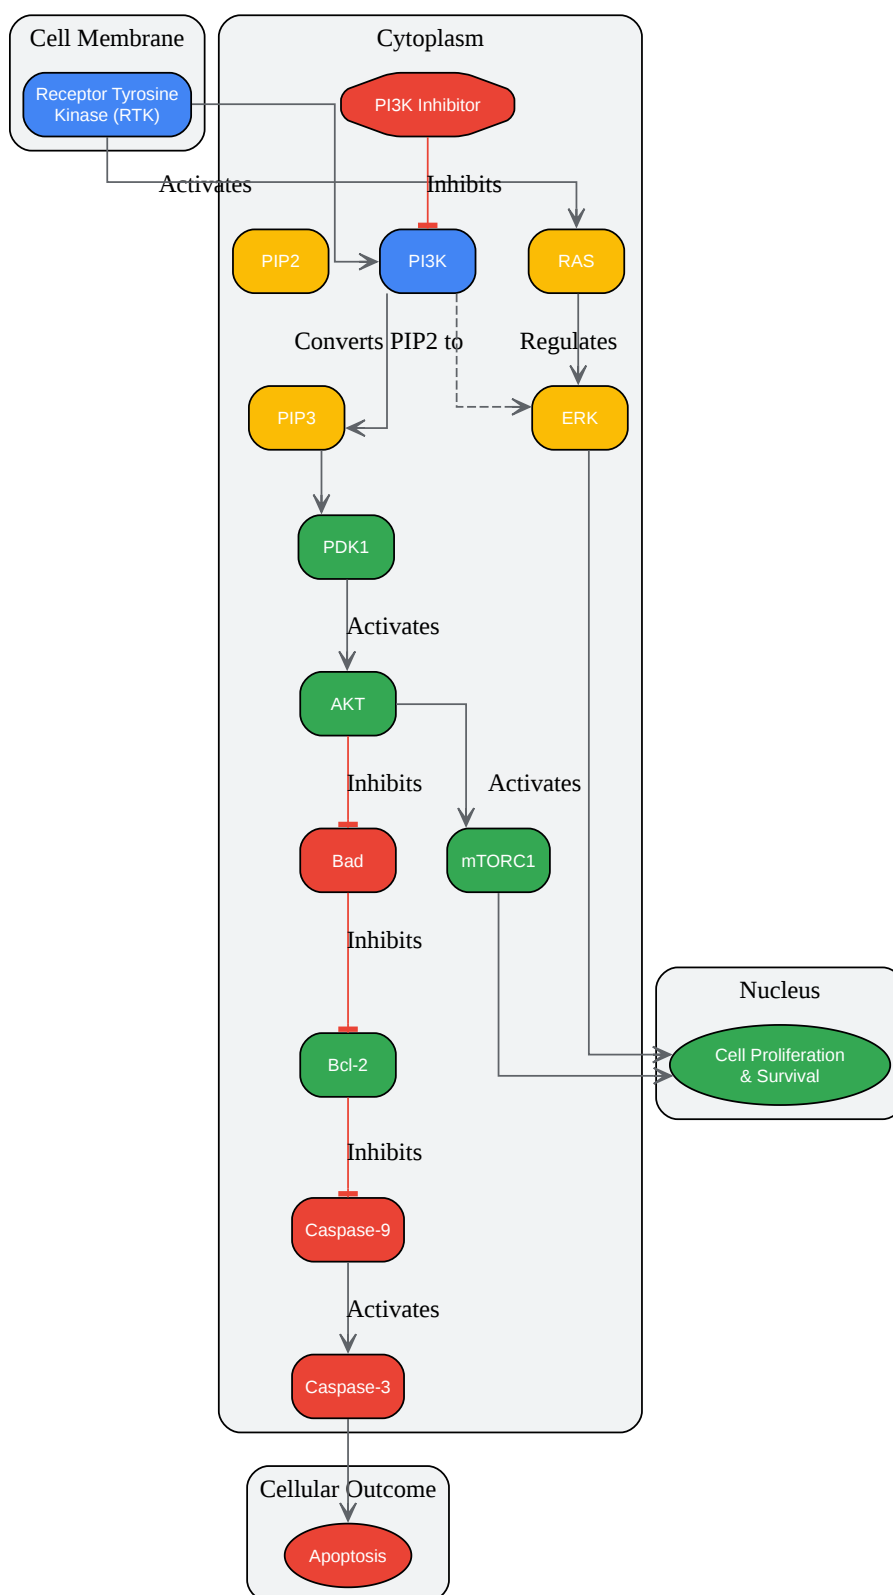 Cell Membrane
Cytoplasm
Receptor Tyrosine
Kinase (RTK)
PI3K Inhibitor
Activates
Inhibits
PIP2
PI3K
RAS
Converts PIP2 to
Regulates
PIP3
ERK
PDK1
Activates
AKT
Inhibits
Activates
Bad
mTORC1
Inhibits
Nucleus
Bcl-2
Cell Proliferation
& Survival
Inhibits
Caspase-9
Activates
Caspase-3
Cellular Outcome
Apoptosis